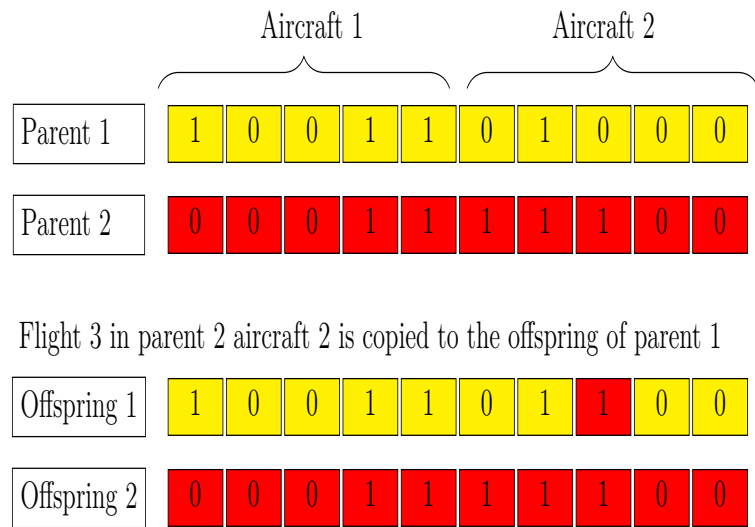 Aircraft 1 Aircraft 2
Parent 1 1 0 0 1 1 0 1 0 0 0
Parent 2 0 0 0 1 1 1 1 1 0 0
Flight 3 in parent 2 aircraft 2 is copied to the offspring of parent 1
Offspring 1 1 0 0 1 1 0 1 1 0 0
Offspring 2 0 0 0 1 1 1 1 1 0 0